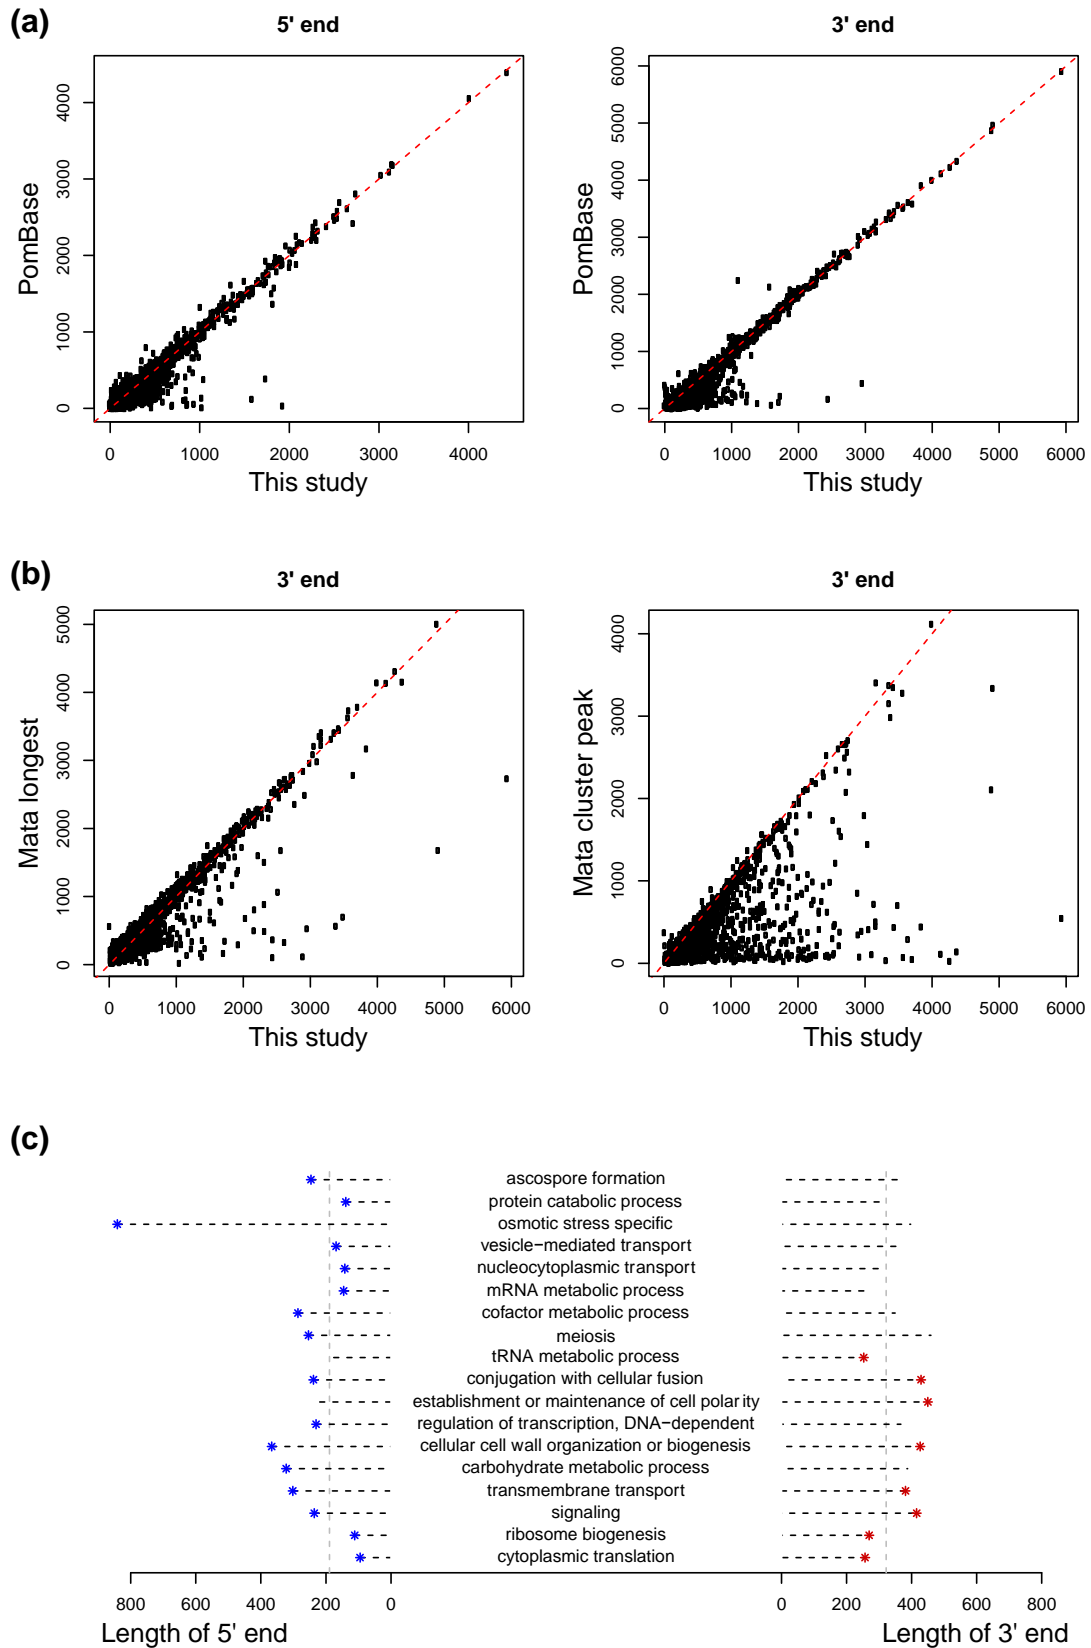 (a)
5' end
3' end
PomBase
0 1000 2000 3000 4000
0 1000 2000 3000 4000
This study
PomBase
0 1000 2000 3000 4000 5000 6000
0 1000 2000 3000 4000 5000 6000
This study
(b)
3' end
3' end
Mata longest
0 1000 2000 3000 4000 5000
0 1000 2000 3000 4000 5000 6000
This study
Mata cluster peak
0 1000 2000 3000 4000
0 1000 2000 3000 4000 5000 6000
This study
(c)
ascospore formation
protein catabolic process
osmotic stress specific
vesicle−mediated transport
nucleocytoplasmic transport
mRNA metabolic process
cofactor metabolic process
meiosis
tRNA metabolic process
conjugation with cellular fusion
establishment or maintenance of cell polarity
regulation of transcription, DNA−dependent
cellular cell wall organization or biogenesis
carbohydrate metabolic process
transmembrane transport
signaling
ribosome biogenesis
cytoplasmic translation
800 600 400 200 0
0 200 400 600 800
Length of 5' end
Length of 3' end